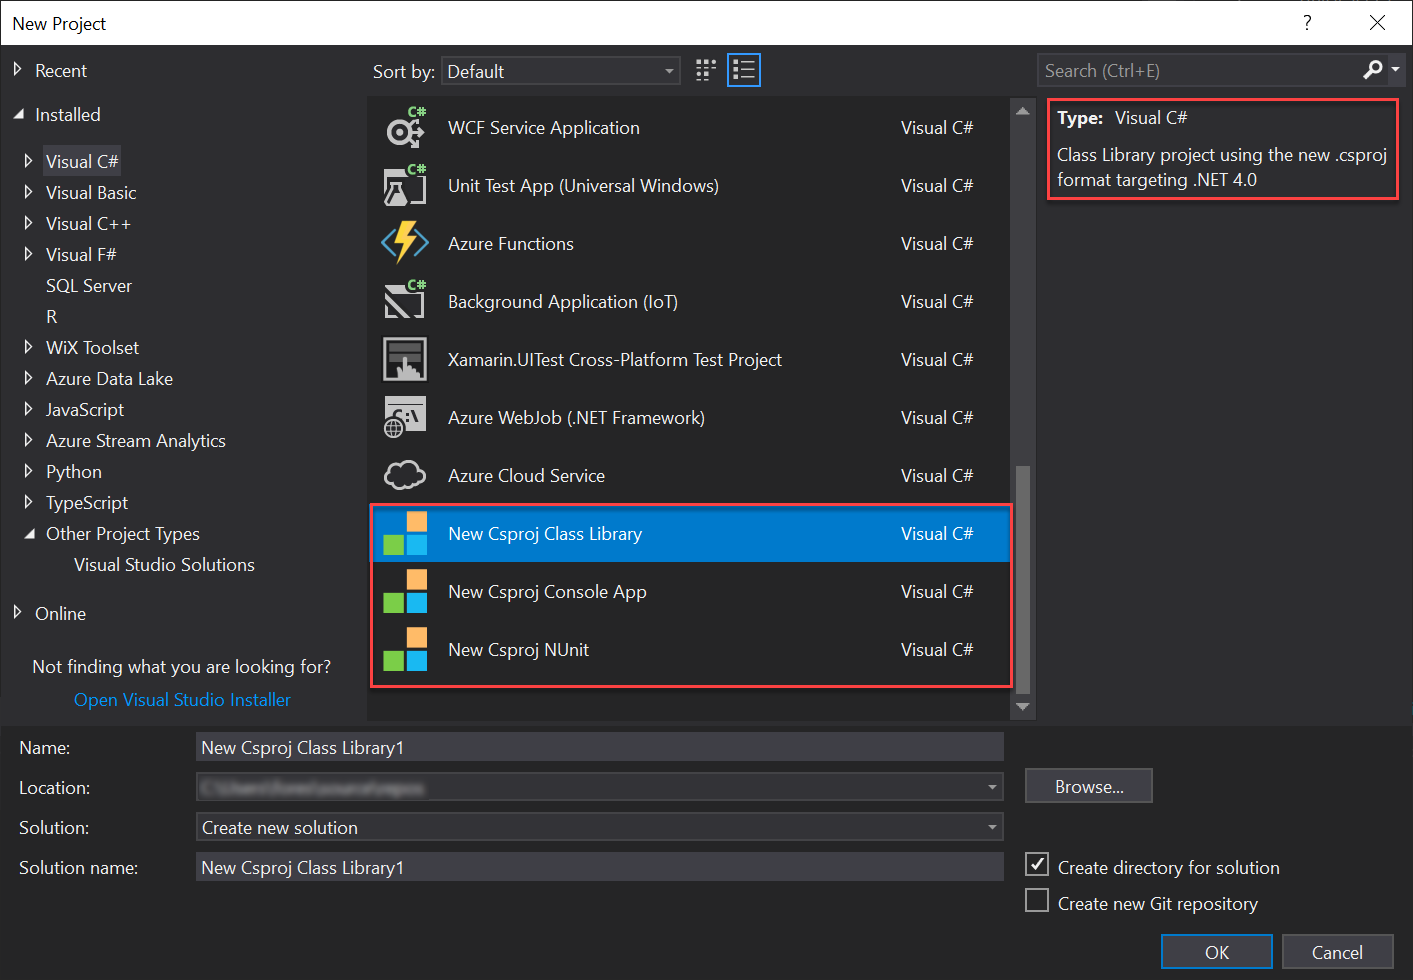 New Project
?
Recent
Installed
Visual C#
Visual Basic
Visual C++
Visual F#
SQL Server
R
WiX Toolset
Azure Data Lake
JavaScript
Azure Stream Analytics
Python
TypeScript
Other Project Types
Visual Studio Solutions
Online
Not finding what you are looking for?
Open Visual Studio Installer
Sort by: Default
C# WCF Service Application Visual C#
C# Unit Test App (Universal Windows) Visual C#
Azure Functions Visual C#
C# Background Application (IoT) Visual C#
Xamarin.UITest Cross-Platform Test Project Visual C#
C:\ Azure WebJob (.NET Framework) Visual C#
Azure Cloud Service Visual C#
New Csproj Class Library Visual C#
New Csproj Console App Visual C#
New Csproj NUnit Visual C#
Search (Ctrl+E)
Type: Visual C#
Class Library project using the new .csproj
format targeting .NET 4.0
Name: New Csproj Class Library1
Location:
Browse...
Solution: Create new solution
Solution name: New Csproj Class Library1
Create directory for solution
Create new Git repository
OK Cancel